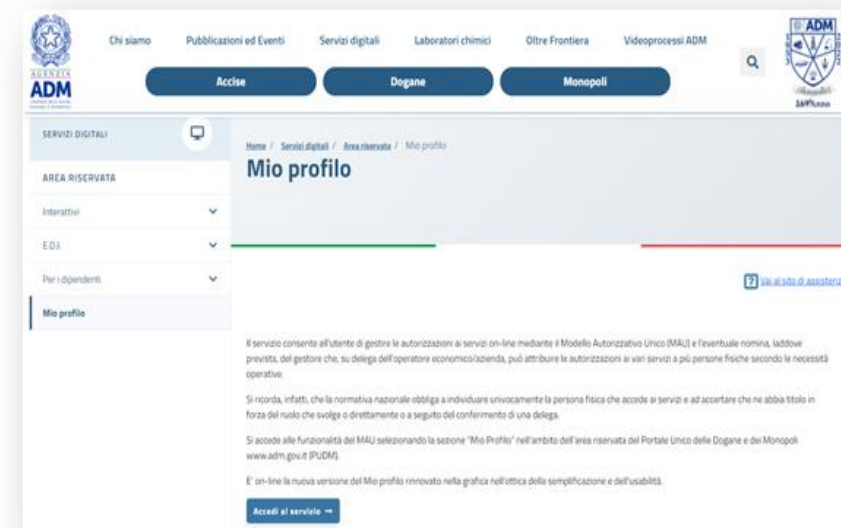 Chi siamo
Pubblicazioni ed Eventi
Servizi digitali
Laboratori chimici
Oltre Frontiera
Videoprocessi ADM
ADM
AGENZIA
ADM
Accise
Dogane
Monopoli
SERVIZI DIGITALI
AREA RISERVATA
Interattivi
E.D.I.
Per i dipendenti
Mio profilo
Home / Servizi digitali / Area riservata / Mio profilo
Mio profilo
? Vai al sito di assistenz
Il servizio consente all'utente di gestire le autorizzazioni ai servizi on-line mediante il Modello Autorizzativo Unico (MAU) e l'eventuale nomina, laddove
prevista, del gestore che, su delega dell'operatore economico/azienda, può attribuire le autorizzazioni ai vari servizi a più persone fisiche secondo le necessità
operative.
Si ricorda, infatti, che la normativa nazionale obbliga a individuare univocamente la persona fisica che accede ai servizi e ad accertare che ne abbia titolo in
forza del ruolo che svolge o direttamente o a seguito del conferimento di una delega.
Si accede alle funzionalità del MAU selezionando la sezione "Mio Profilo" nell'ambito dell'area riservata del Portale Unico delle Dogane e dei Monopoli
www.adm.gov.it (PUDM).
E' on-line la nuova versione del Mio profilo rinnovato nella grafica nell'ottica della semplificazione e dell'usabilità.
Accedi al servizio →